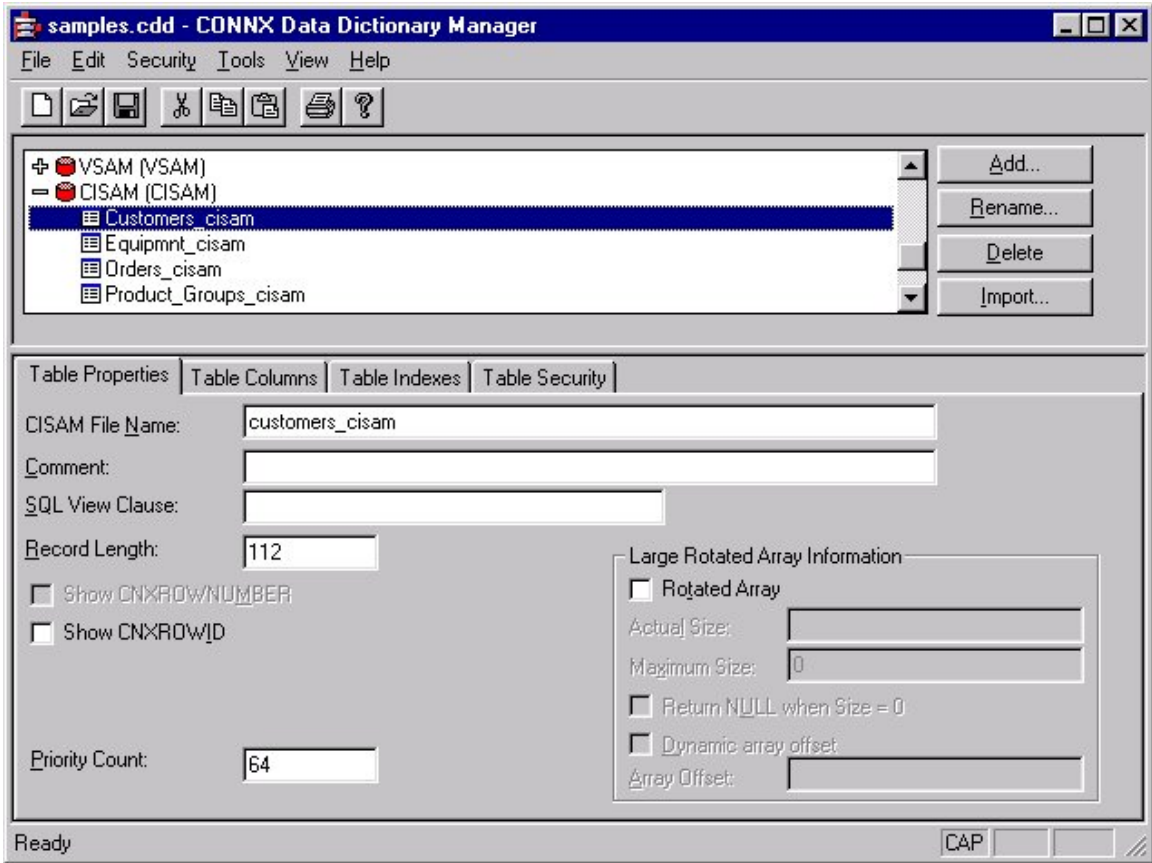 samples.cdd - CONNX Data Dictionary Manager
File Edit Security Tools View Help
VSAM (VSAM)
CISAM (CISAM)
Customers_cisam
Equipmnt_cisam
Orders_cisam
Product_Groups_cisam
Add...
Rename...
Delete
Import...
Table Properties Table Columns Table Indexes Table Security
CISAM File Name: customers_cisam
Comment:
SQL View Clause:
Record Length: 112
Show CNXROWNUMBER
Show CNXROWID
Priority Count: 64
Large Rotated Array Information
Rotated Array
Actual Size:
Maximum Size: 0
Return NULL when Size = 0
Dynamic array offset
Array Offset:
Ready CAP